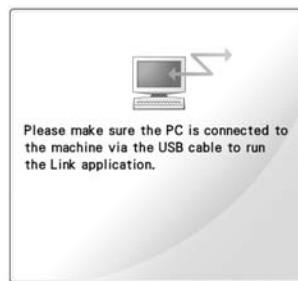 Please make sure the PC is connected to
the machine via the USB cable to run
the Link application.